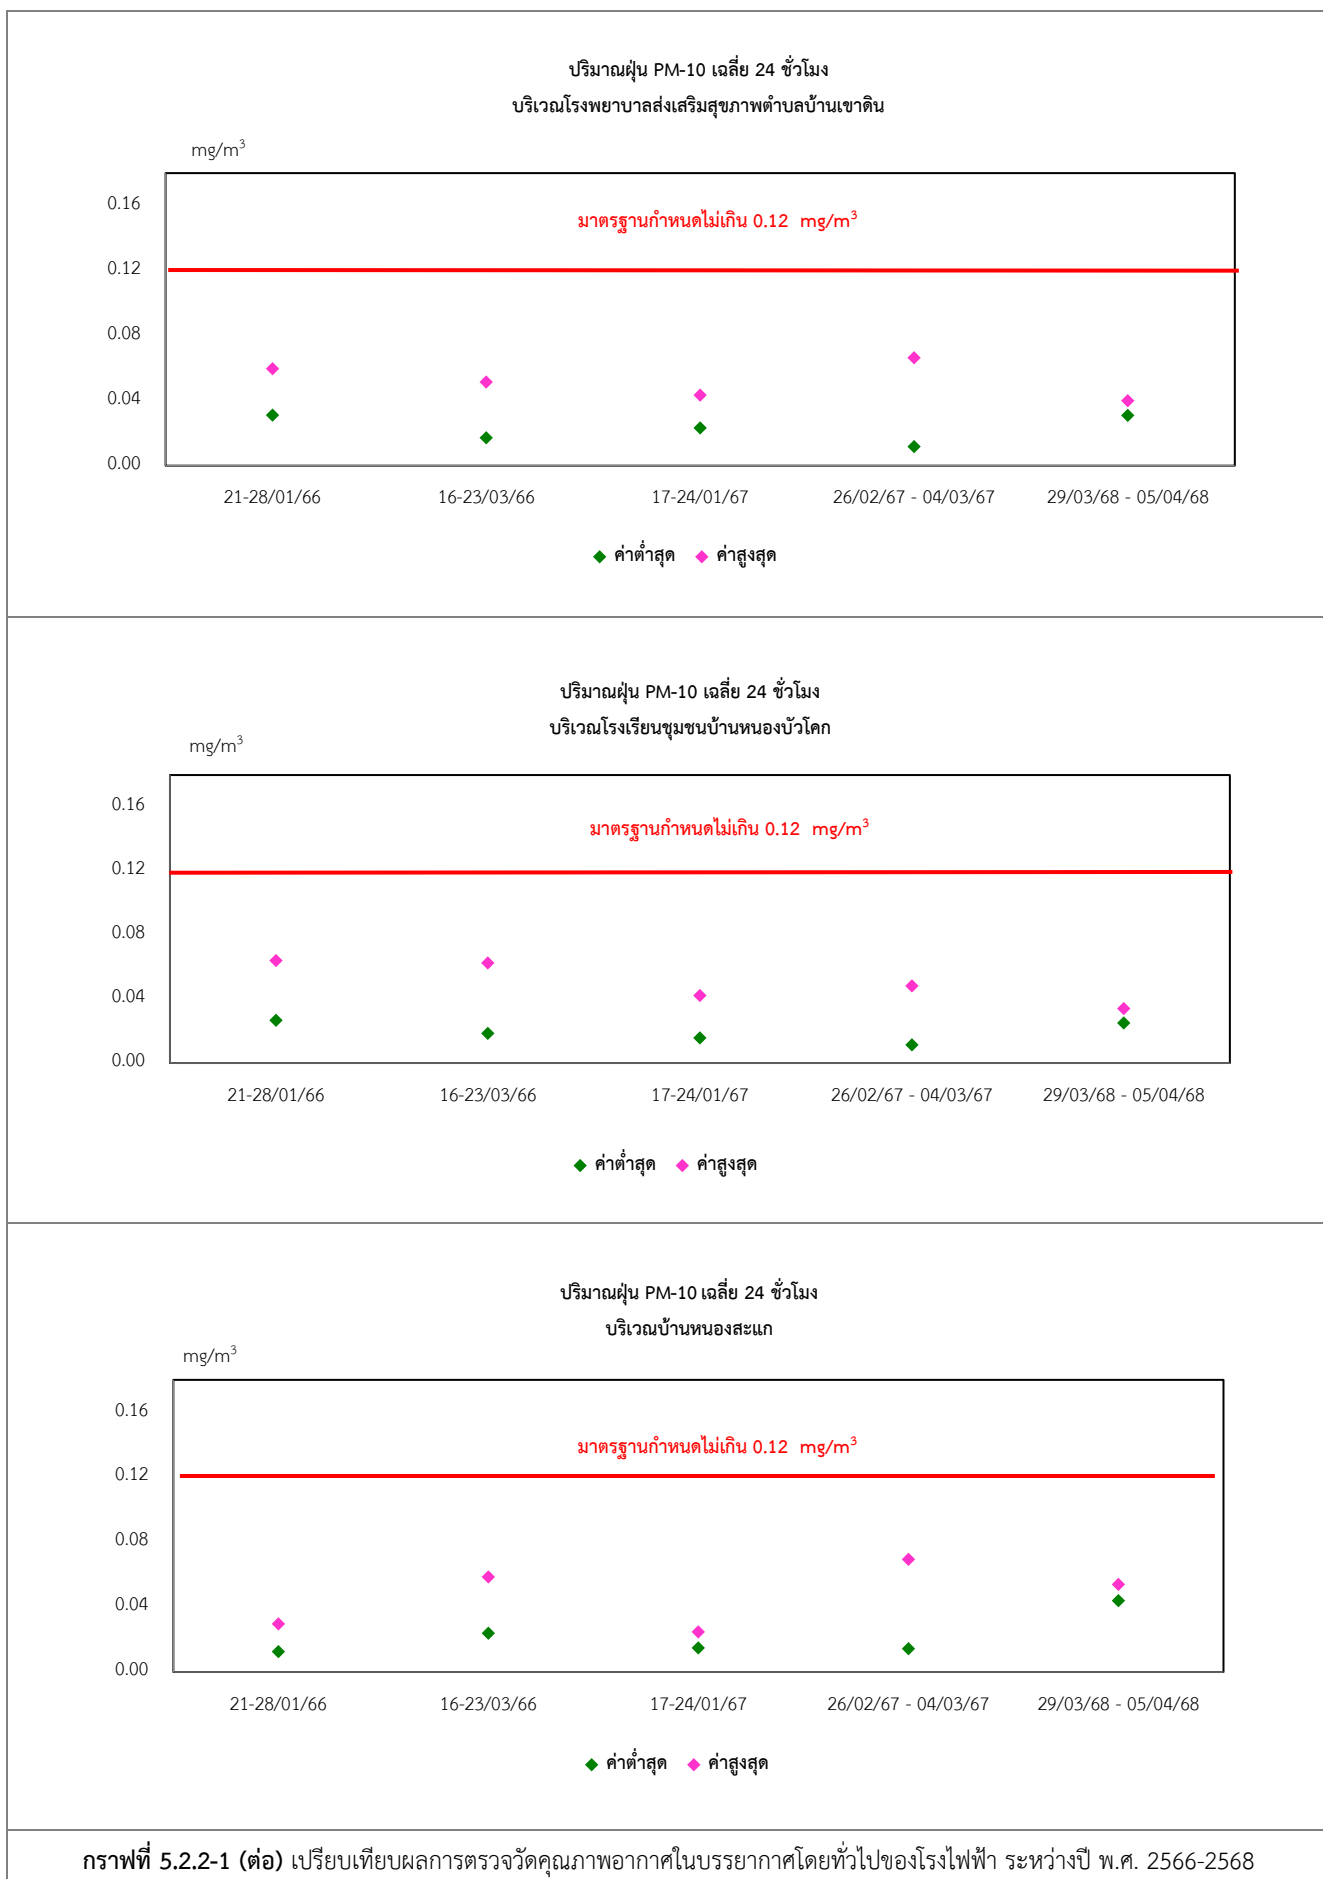 ปริมาณฝุ่น PM-10 เฉลี่ย 24 ชั่วโมง
บริเวณโรงพยาบาลส่งเสริมสุขภาพตำบลบ้านเขาดิน
mg/m³
0.16
มาตรฐานกำหนดไม่เกิน 0.12 mg/m³
0.12
0.08
0.04
0.00
21-28/01/66 16-23/03/66 17-24/01/67 26/02/67 - 04/03/67 29/03/68 - 05/04/68
ค่าต่ำสุด ค่าสูงสุด
ปริมาณฝุ่น PM-10 เฉลี่ย 24 ชั่วโมง
บริเวณโรงเรียนชุมชนบ้านหนองบัวโคก
mg/m³
0.16
มาตรฐานกำหนดไม่เกิน 0.12 mg/m³
0.12
0.08
0.04
0.00
21-28/01/66 16-23/03/66 17-24/01/67 26/02/67 - 04/03/67 29/03/68 - 05/04/68
ค่าต่ำสุด ค่าสูงสุด
ปริมาณฝุ่น PM-10 เฉลี่ย 24 ชั่วโมง
บริเวณบ้านหนองสะแก
mg/m³
0.16
มาตรฐานกำหนดไม่เกิน 0.12 mg/m³
0.12
0.08
0.04
0.00
21-28/01/66 16-23/03/66 17-24/01/67 26/02/67 - 04/03/67 29/03/68 - 05/04/68
ค่าต่ำสุด ค่าสูงสุด
กราฟที่ 5.2.2-1 (ต่อ) เปรียบเทียบผลการตรวจวัดคุณภาพอากาศในบรรยากาศโดยทั่วไปของโรงไฟฟ้า ระหว่างปี พ.ศ. 2566-2568